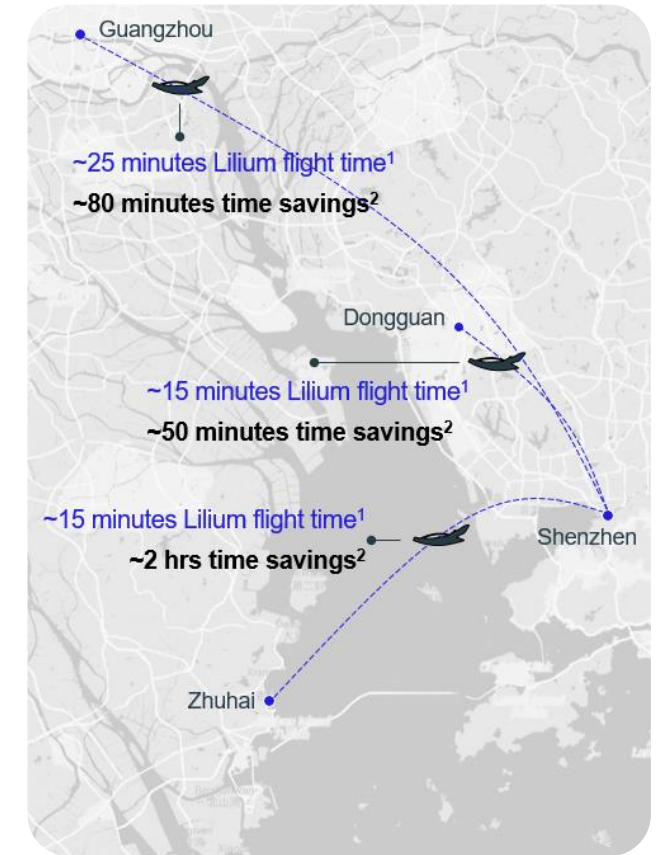 Guangzhou
~25 minutes Lilium flight time¹
~80 minutes time savings²
Dongguan
~15 minutes Lilium flight time¹
~50 minutes time savings²
~15 minutes Lilium flight time¹
~2 hrs time savings²
Shenzhen
Zhuhai